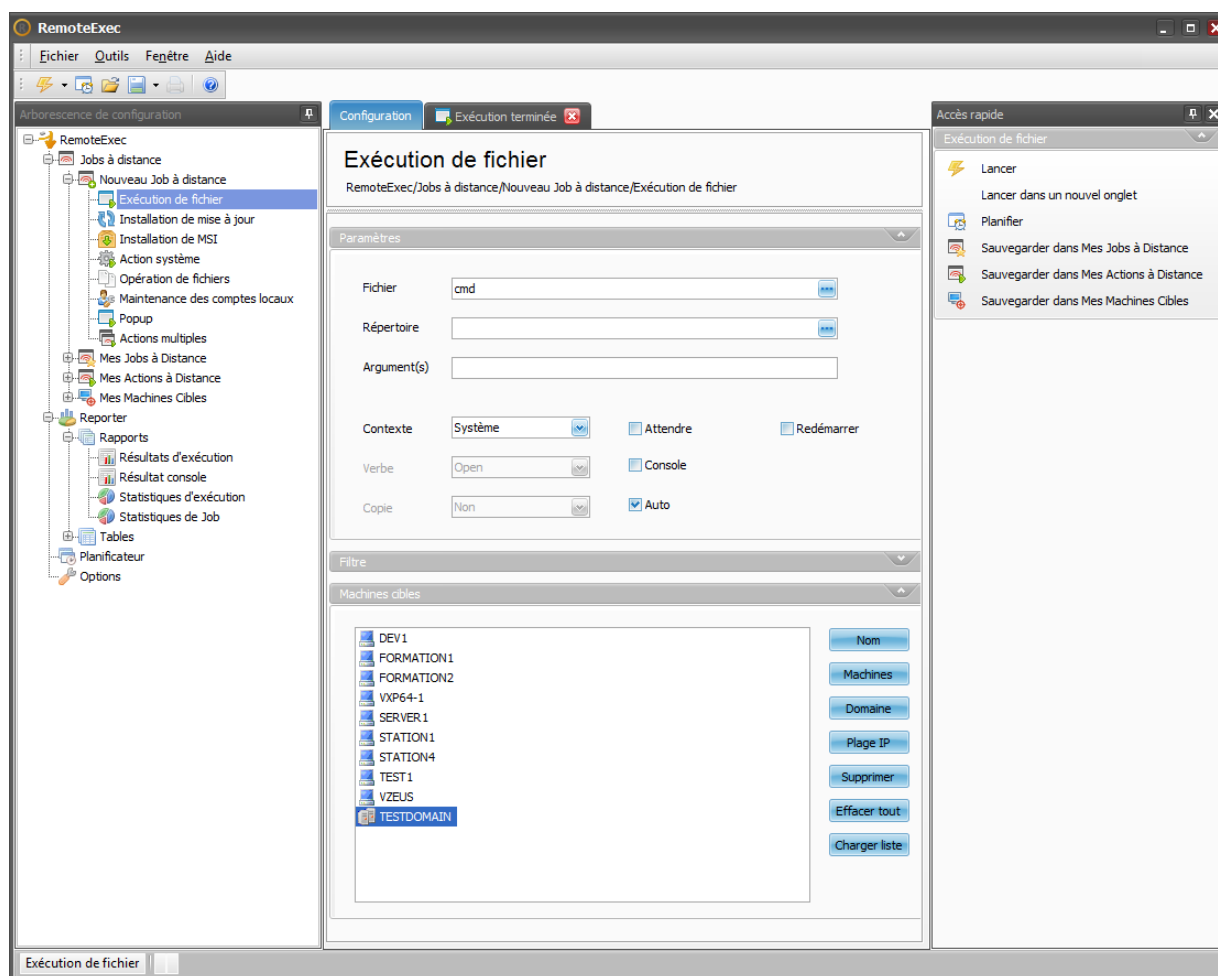 RemoteExec
Fichier Outils Fenêtre Aide
Arborescence de configuration
RemoteExec
Jobs à distance
Nouveau Job à distance
Exécution de fichier
Installation de mise à jour
Installation de MSI
Action système
Opération de fichiers
Maintenance des comptes locaux
Popup
Actions multiples
Mes Jobs à Distance
Mes Actions à Distance
Mes Machines Cibles
Reporter
Rapports
Résultats d'exécution
Résultat console
Statistiques d'exécution
Statistiques de Job
Tables
Planificateur
Options
Configuration
Exécution terminée
Exécution de fichier
RemoteExec/Jobs à distance/Nouveau Job à distance/Exécution de fichier
Paramètres
Fichier cmd
Répertoire
Argument(s)
Contexte Système Attendre Redémarrer
Verbe Open Console
Copie Non Auto
Filtre
Machines cibles
DEV1
FORMATION1
FORMATION2
VXP64-1
SERVER1
STATION1
STATION4
TEST1
VZEUS
TESTDOMAIN
Nom
Machines
Domaine
Plage IP
Supprimer
Effacer tout
Charger liste
Accès rapide
Exécution de fichier
Lancer
Lancer dans un nouvel onglet
Planifier
Sauvegarder dans Mes Jobs à Distance
Sauvegarder dans Mes Actions à Distance
Sauvegarder dans Mes Machines Cibles
Exécution de fichier